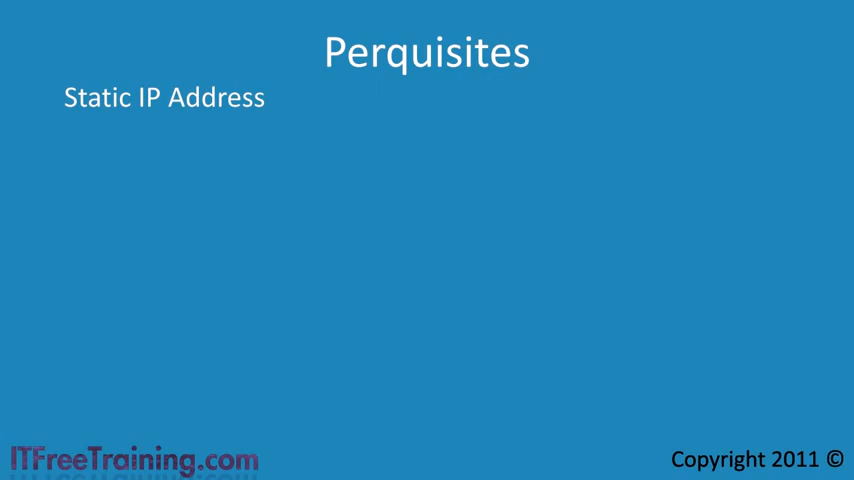 Perquisites
Static IP Address
ITFreeTraining.com
Copyright 2011 ©